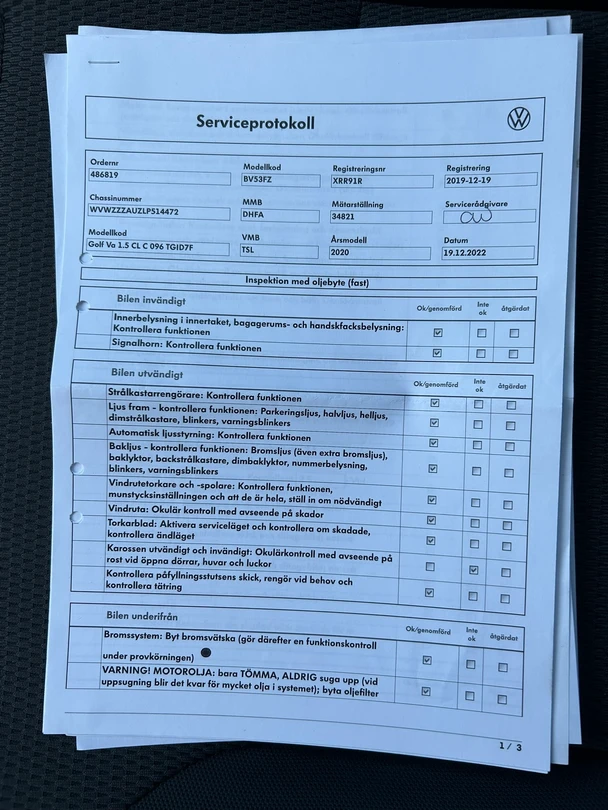 Serviceprotokoll
Ordernr
486819
Modellkod
BV53FZ
Registreringsnr
XRR91R
Registrering
2019-12-19
Chassinummer
WVWZZZAUZLP514472
MMB
DHFA
Mätarställning
34821
Servicerådgivare
Modellkod
Golf Va 1.5 CL C 096 TGID7F
VMB
TSL
Årsmodell
2020
Datum
19.12.2022
Inspektion med oljebyte (fast)
Bilen invändigt
Ok/genomförd
Inte
ok
åtgärdat
Innerbelysning i innertaket, bagagerums- och handskfacksbelysning:
Kontrollera funktionen
Signalhorn: Kontrollera funktionen
Bilen utvändigt
Ok/genomförd
Inte
ok
åtgärdat
Strålkastarrengörare: Kontrollera funktionen
Ljus fram - kontrollera funktionen: Parkeringsljus, halvljus, helljus,
dimstrålkastare, blinkers, varningsblinkers
Automatisk ljusstyrning: Kontrollera funktionen
Bakljus - kontrollera funktionen: Bromsljus (även extra bromsljus),
baklyktor, backstrålkastare, dimbaklyktor, nummerbelysning,
blinkers, varningsblinkers
Vindrutetorkare och -spolare: Kontrollera funktionen,
munstycksinställningen och att de är hela, ställ in om nödvändigt
Vindruta: Okulär kontroll med avseende på skador
Torkarblad: Aktivera serviceläget och kontrollera om skadade,
kontrollera ändläget
Karossen utvändigt och invändigt: Okulärkontroll med avseende på
rost vid öppna dörrar, huvar och luckor
Kontrollera påfyllningsstutsens skick, rengör vid behov och
kontrollera tätring
Bilen underifrån
Ok/genomförd
Inte
ok
åtgärdat
Bromssystem: Byt bromsvätska (gör därefter en funktionskontroll
under provkörningen)
VARNING! MOTOROLJA: bara TÖMMA, ALDRIG suga upp (vid
uppsugning blir det kvar för mycket olja i systemet); byta oljefilter
1 / 3